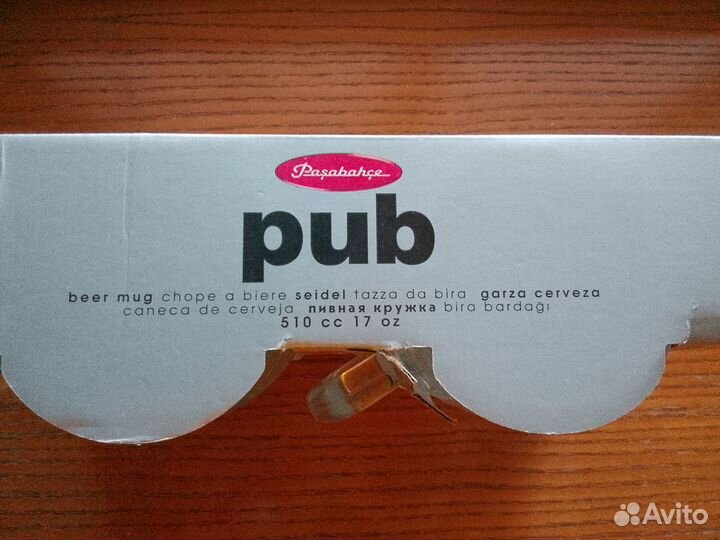 Paşabahçe
pub
beer mug chope a biere seidel tazza da bira garza cerveza
caneca de cerveja пивная кружка bira bardağı
510 cc 17 oz
Avito